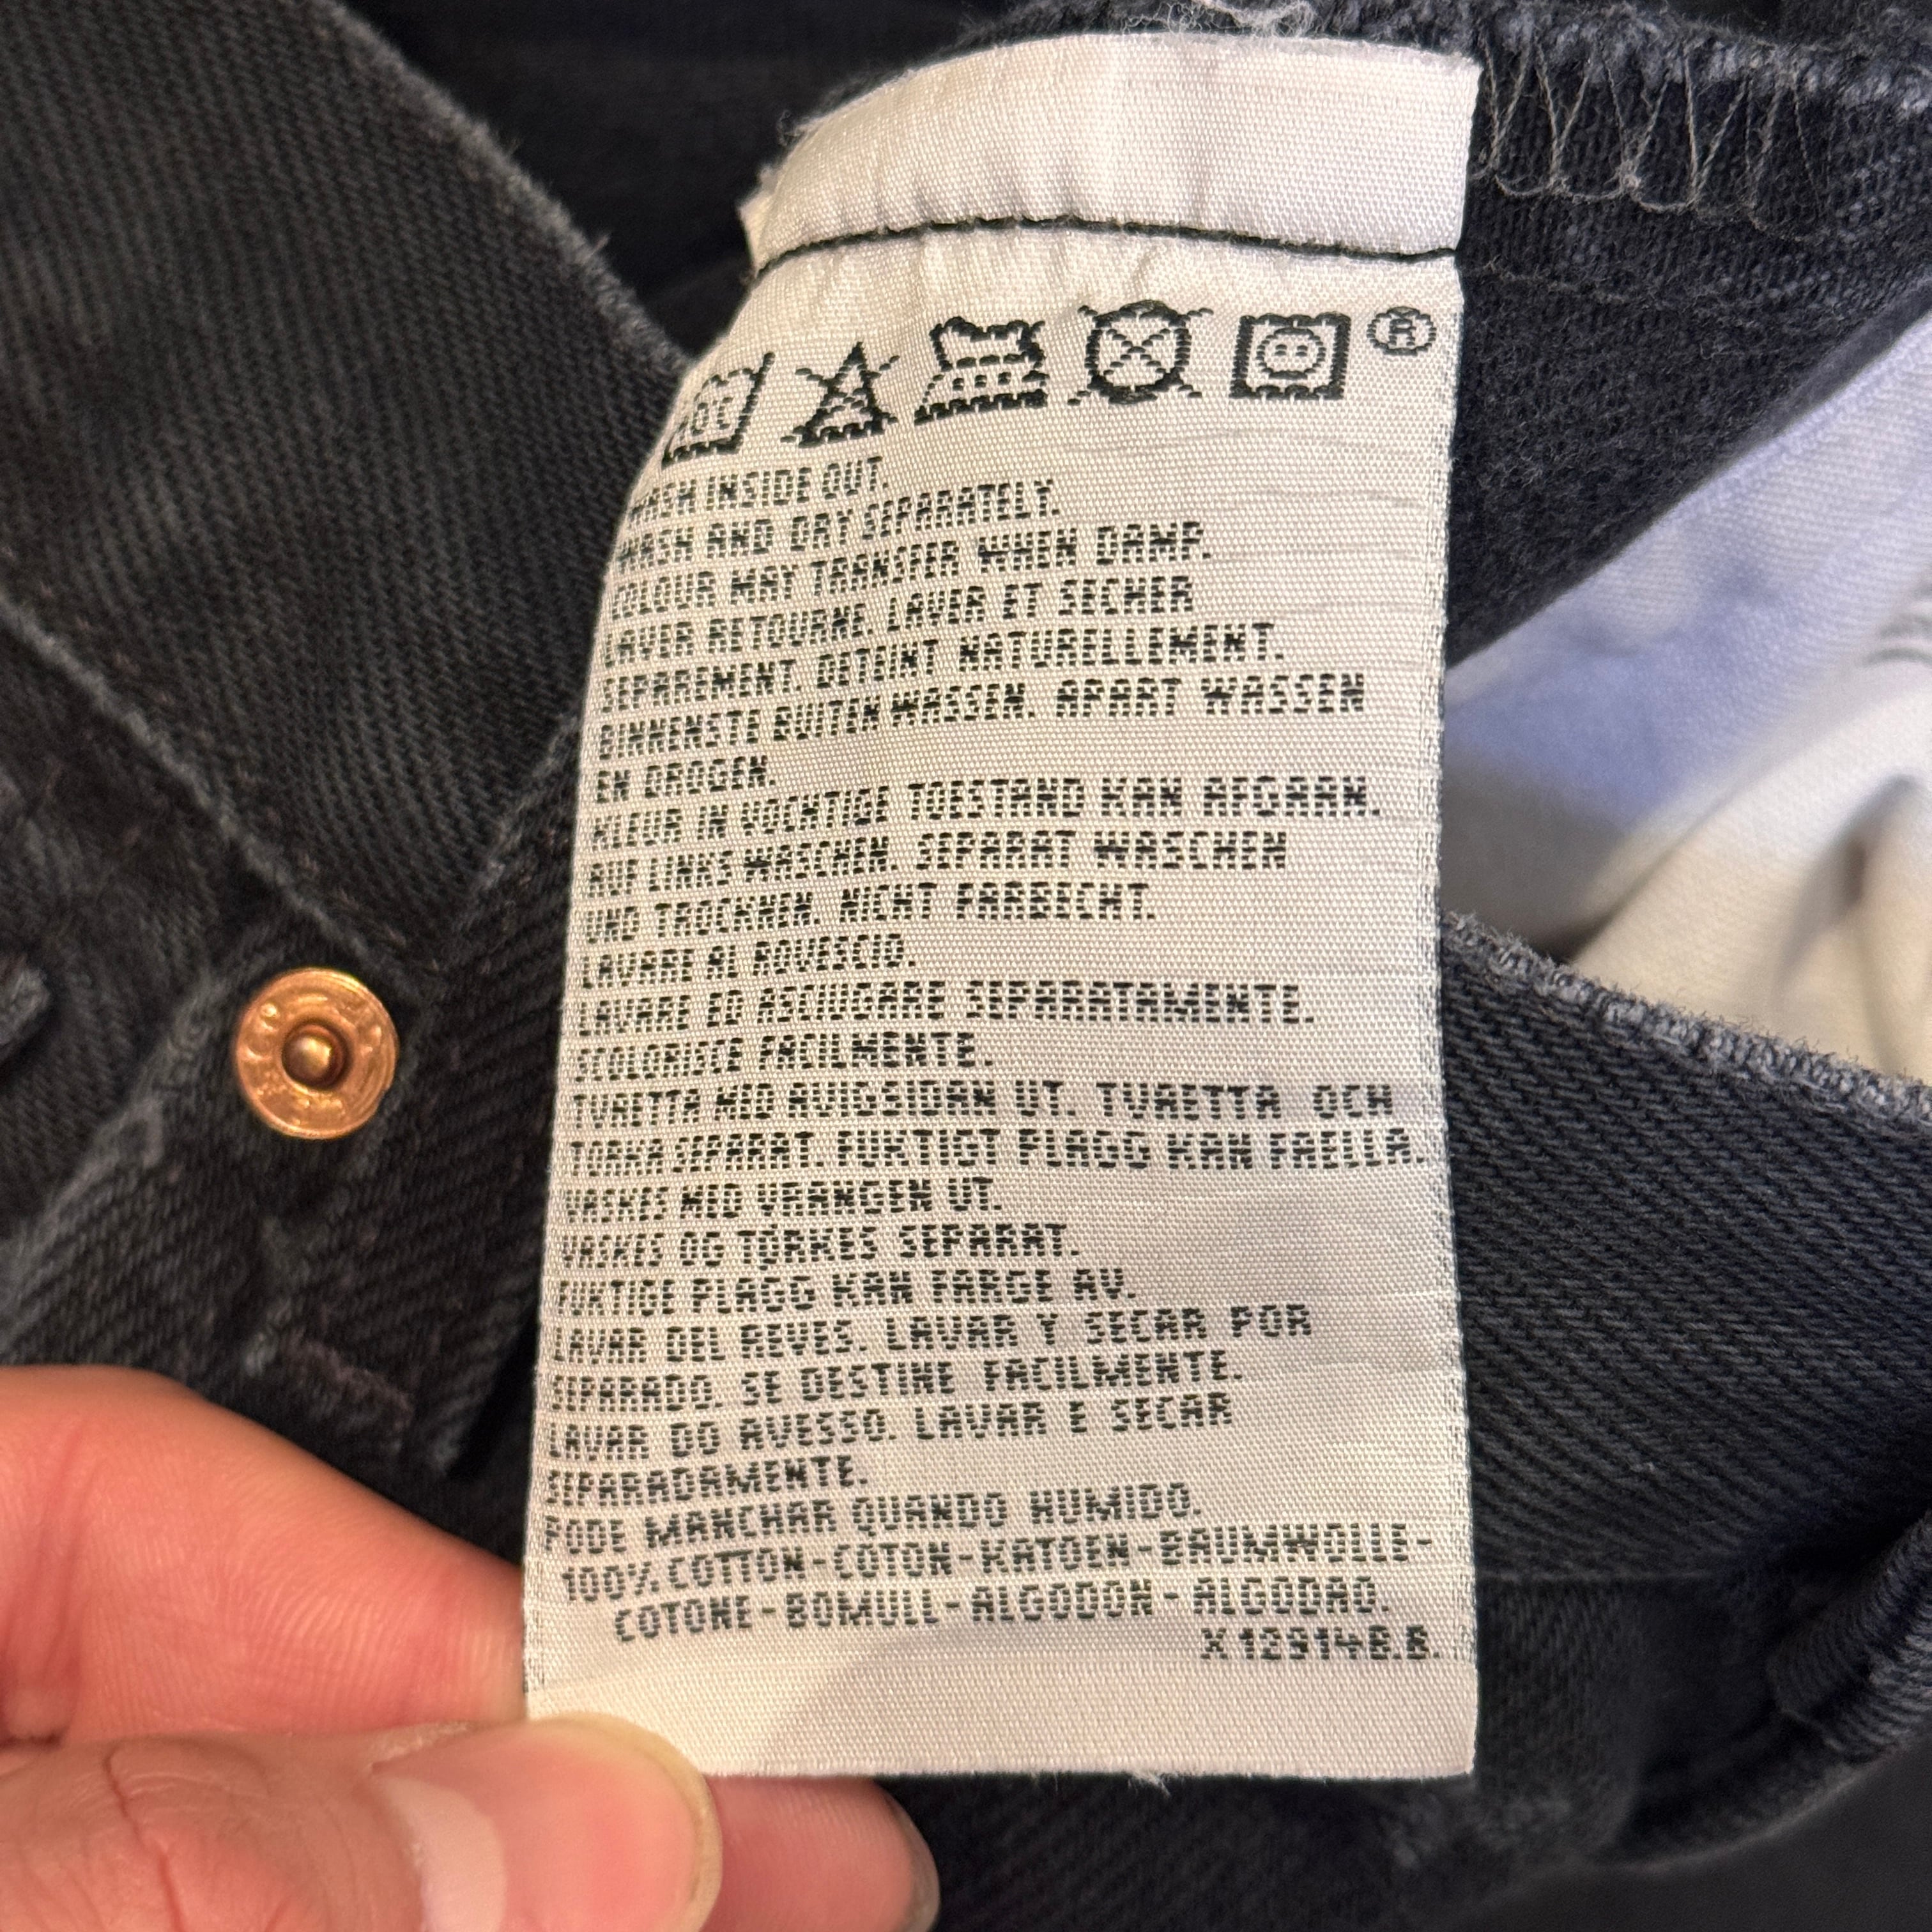 ®
WASH INSIDE OUT.
WASH AND DRY SEPARATELY.
COLOUR MAY TRANSFER WHEN DAMP.
LAVER RETOURNE. LAVER ET SECHER
SEPAREMENT. DETEINT NATURELLEMENT.
BINNENSTE BUITEN WASSEN. APART WASSEN
EN DROGEN.
KLEUR IN VOCHTIGE TOESTAND KAN AFGAAN.
AUF LINKS WASCHEN. SEPARAT WASCHEN
UND TROCKNEN. NICHT FARBECHT.
LAVARE AL ROVESCIO.
LAVARE ED ASCIUGARE SEPARATAMENTE.
SCOLORISCE FACILMENTE.
TVAETTA MED AVIGSIDAN UT. TVAETTA OCH
TORKA SEPARAT. FUKTIGT PLAGG KAN FAELLA.
VASKES MED VRANGEN UT.
VASKES OG TÖRKES SEPARAT.
FUKTIGE PLAGG KAN FARGE AV.
LAVAR DEL REVES. LAVAR Y SECAR POR
SEPARADO. SE DESTINE FACILMENTE.
LAVAR DO AVESSO. LAVAR E SECAR
SEPARADAMENTE.
PODE MANCHAR QUANDO HUMIDO.
100% COTTON-COTON-KATOEN-BAUMWOLLE-
COTONE-BOMULL-ALGODON-ALGODAO.
X12914B.B.